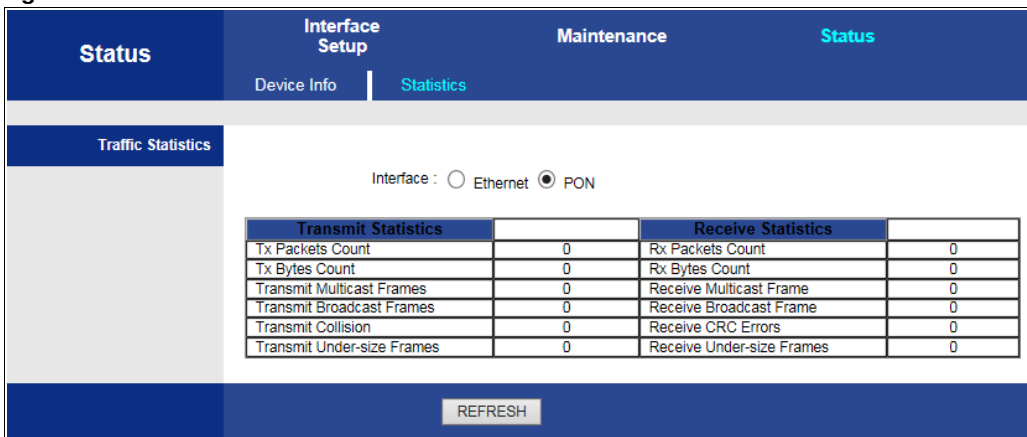 Status
Interface Setup
Maintenance
Status
Device Info
Statistics
Traffic Statistics
Interface : Ethernet PON
Transmit Statistics Receive Statistics
Tx Packets Count 0 Rx Packets Count 0
Tx Bytes Count 0 Rx Bytes Count 0
Transmit Multicast Frames 0 Receive Multicast Frame 0
Transmit Broadcast Frames 0 Receive Broadcast Frame 0
Transmit Collision 0 Receive CRC Errors 0
Transmit Under-size Frames 0 Receive Under-size Frames 0
REFRESH